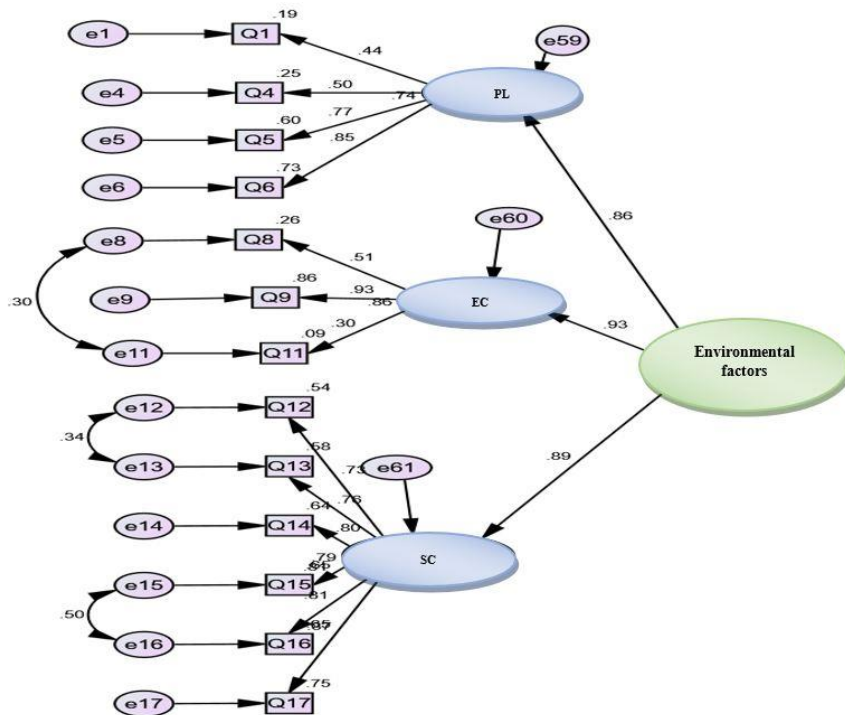 .19
e1
Q1
.44
e59
.25
e4
Q4
.50
.74
PL
.60
e5
Q5
.77
.85
.73
e6
Q6
.86
.26
e8
Q8
.51
e60
.86
e9
Q9
.93
EC
.86
.30
.09
.30
e11
Q11
.93
Environmental
factors
.54
e12
Q12
.34
.58
.73
e61
.89
e13
Q13
.76
.64
e14
Q14
.80
.79
SC
e15
Q15
.81
.50
e16
Q16
e17
Q17
.75